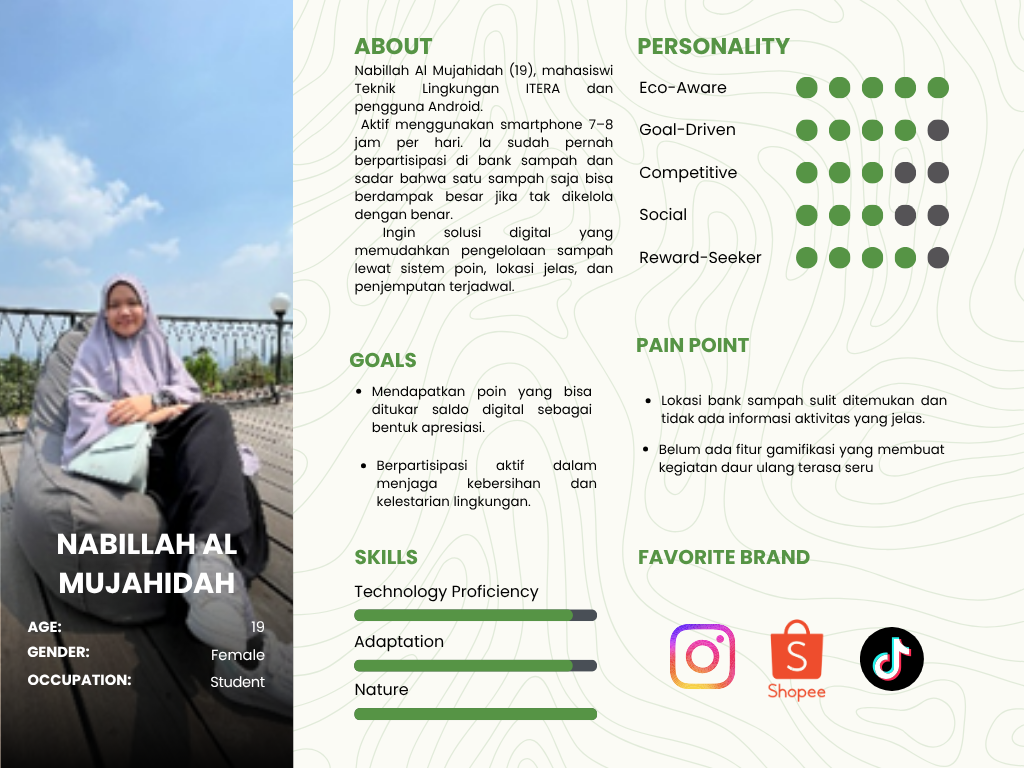 NABILLAH AL
MUJAHIDAH
AGE: 19
GENDER: Female
OCCUPATION: Student
ABOUT
Nabillah Al Mujahidah (19), mahasiswi
Teknik Lingkungan ITERA dan
pengguna Android.
Aktif menggunakan smartphone 7–8
jam per hari. Ia sudah pernah
berpartisipasi di bank sampah dan
sadar bahwa satu sampah saja bisa
berdampak besar jika tak dikelola
dengan benar.
Ingin solusi digital yang
memudahkan pengelolaan sampah
lewat sistem poin, lokasi jelas, dan
penjemputan terjadwal.
PERSONALITY
Eco-Aware
Goal-Driven
Competitive
Social
Reward-Seeker
GOALS
• Mendapatkan poin yang bisa
ditukar saldo digital sebagai
bentuk apresiasi.
• Berpartisipasi aktif dalam
menjaga kebersihan dan
kelestarian lingkungan.
PAIN POINT
• Lokasi bank sampah sulit ditemukan dan
tidak ada informasi aktivitas yang jelas.
• Belum ada fitur gamifikasi yang membuat
kegiatan daur ulang terasa seru
SKILLS
Technology Proficiency
Adaptation
Nature
FAVORITE BRAND
S
Shopee